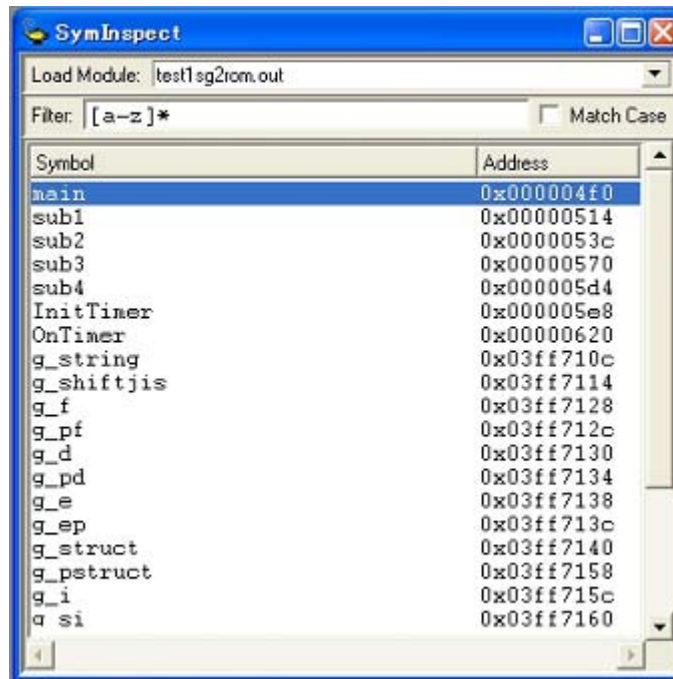 SymInspect
Load Module: test1sg2rom.out
Filter: [a-z]* Match Case
Symbol Address
main 0x000004f0
sub1 0x00000514
sub2 0x0000053c
sub3 0x00000570
sub4 0x000005d4
InitTimer 0x000005e8
OnTimer 0x00000620
g_string 0x03ff710c
g_shiftjis 0x03ff7114
g_f 0x03ff7128
g_pf 0x03ff712c
g_d 0x03ff7130
g_pd 0x03ff7134
g_e 0x03ff7138
g_ep 0x03ff713c
g_struct 0x03ff7140
g_pstruct 0x03ff7158
g_i 0x03ff715c
g_si 0x03ff7160